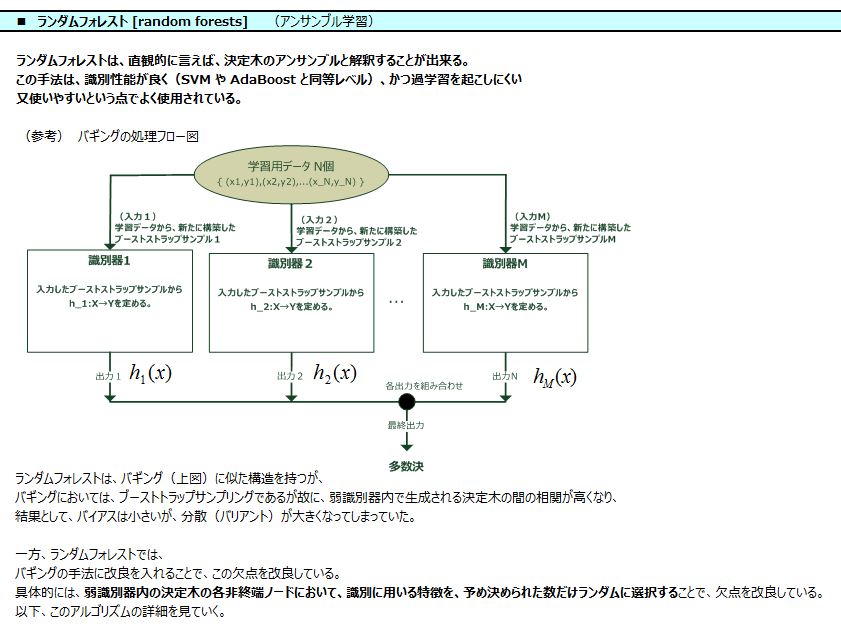 ■ ランダムフォレスト [random forests] （アンサンブル学習）
ランダムフォレストは、直観的に言えば、決定木のアンサンブルと解釈することが出来る。
この手法は、識別性能が良く（SVM や AdaBoost と同等レベル）、かつ過学習を起こしにくい
又使いやすいという点でよく使用されている。
（参考） バギングの処理フロー図
学習用データ N個
{ (x1,y1),(x2,y2),...(x_N,y_N) }
（入力１）
学習データから、新たに構築した
ブーストストラップサンプル１
（入力２）
学習データから、新たに構築した
ブーストストラップサンプル２
（入力M）
学習データから、新たに構築した
ブーストストラップサンプルM
識別器1
入力したブーストストラップサンプルから
h_1:X→Yを定める。
識別器２
入力したブーストストラップサンプルから
h_2:X→Yを定める。
...
識別器M
入力したブーストストラップサンプルから
h_M:X→Yを定める。
出力１ h1(x)
出力２ h2(x)
出力N hM(x)
各出力を組み合わせ
最終出力
多数決
ランダムフォレストは、バギング（上図）に似た構造を持つが、
バギングにおいては、ブーストトラップサンプリングであるが故に、弱識別器内で生成される決定木の間の相関が高くなり、
結果として、バイアスは小さいが、分散（バリアント）が大きくなってしまっていた。
一方、ランダムフォレストでは、
バギングの手法に改良を入れることで、この欠点を改良している。
具体的には、弱識別器内の決定木の各非終端ノードにおいて、識別に用いる特徴を、予め決められた数だけランダムに選択することで、欠点を改良している。
以下、このアルゴリズムの詳細を見ていく。